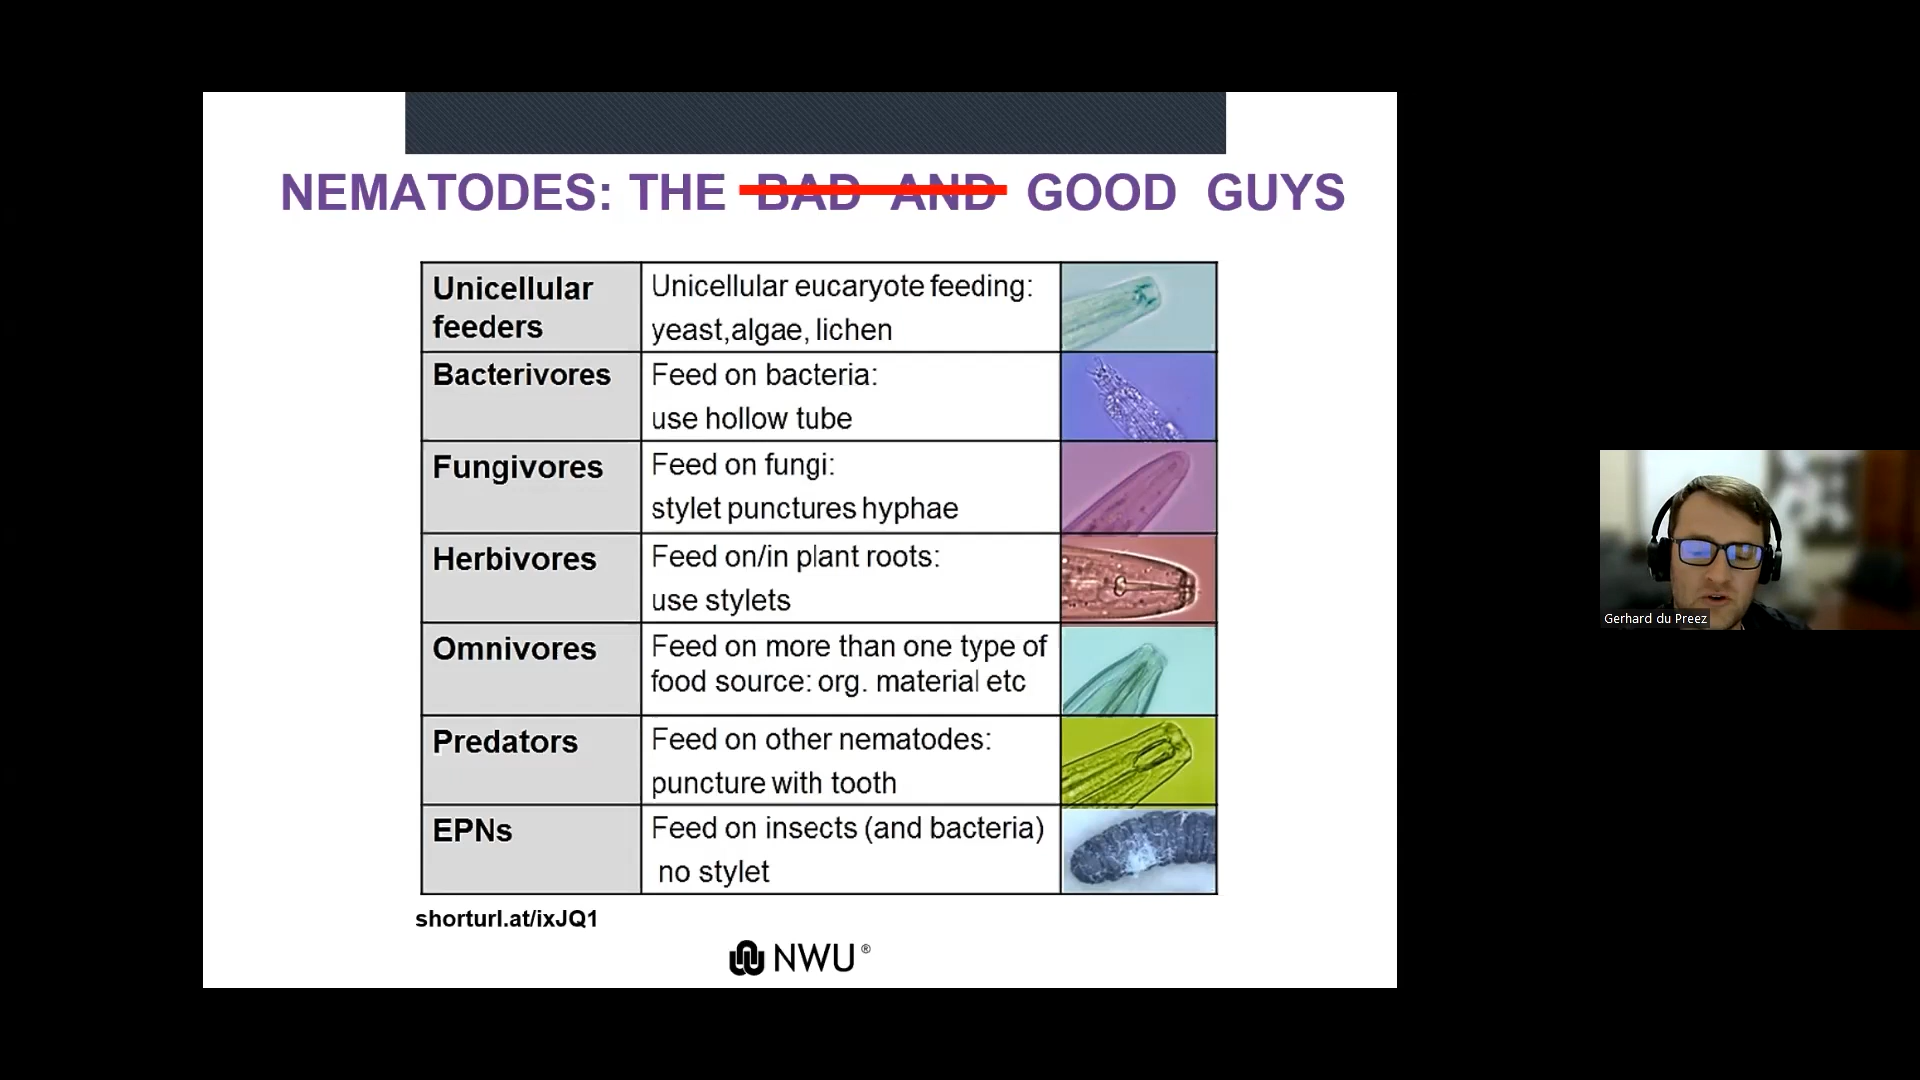 NEMATODES: THE BAD AND GOOD GUYS
Unicellular
feeders
Unicellular eucaryote feeding:
yeast,algae, lichen
Bacterivores
Feed on bacteria:
use hollow tube
Fungivores
Feed on fungi:
stylet punctures hyphae
Herbivores
Feed on/in plant roots:
use stylets
Omnivores
Feed on more than one type of
food source: org. material etc
Predators
Feed on other nematodes:
puncture with tooth
EPNs
Feed on insects (and bacteria)
no stylet
shorturl.at/ixJQ1
NWU®
Gerhard du Preez